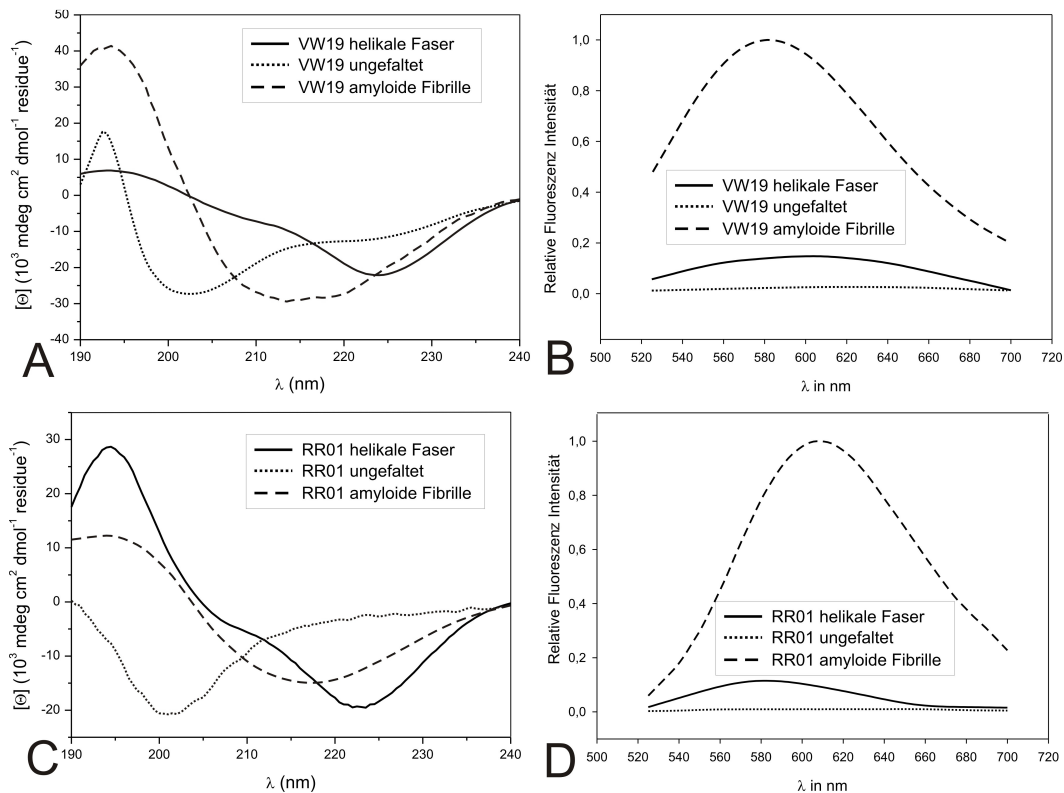 50
40
30
20
10
0
-10
-20
-30
-40
190 200 210 220 230 240
[Θ] (10³ mdeg cm² dmol⁻¹ residue⁻¹)
λ (nm)
VW19 helikale Faser
VW19 ungefaltet
VW19 amyloide Fibrille
A
1,0
0,8
0,6
0,4
0,2
0,0
500 520 540 560 580 600 620 640 660 680 700 720
Relative Fluoreszenz Intensität
λ in nm
VW19 helikale Faser
VW19 ungefaltet
VW19 amyloide Fibrille
B
30
20
10
0
-10
-20
190 200 210 220 230 240
[Θ] (10³ mdeg cm² dmol⁻¹ residue⁻¹)
λ (nm)
RR01 helikale Faser
RR01 ungefaltet
RR01 amyloide Fibrille
C
1,0
0,8
0,6
0,4
0,2
0,0
500 520 540 560 580 600 620 640 660 680 700 720
Relative Fluoreszenz Intensität
λ in nm
RR01 helikale Faser
RR01 ungefaltet
RR01 amyloide Fibrille
D